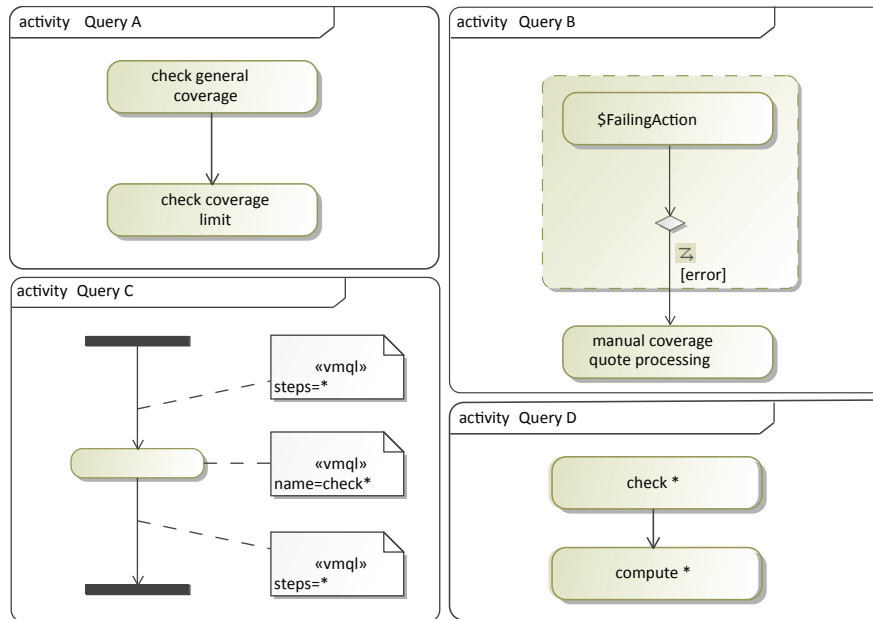 activity Query A
check general
coverage
check coverage
limit
activity Query B
$FailingAction
[error]
manual coverage
quote processing
activity Query C
«vmql»
steps=*
«vmql»
name=check*
«vmql»
steps=*
activity Query D
check *
compute *